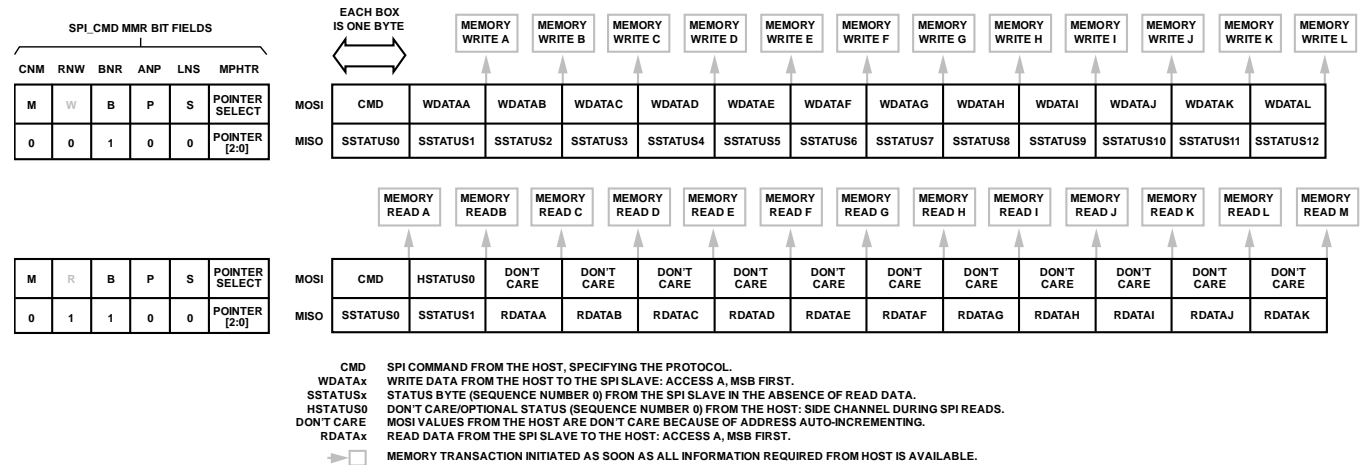 SPI_CMD MMR BIT FIELDS
EACH BOX
IS ONE BYTE
MEMORY WRITE A
MEMORY WRITE B
MEMORY WRITE C
MEMORY WRITE D
MEMORY WRITE E
MEMORY WRITE F
MEMORY WRITE G
MEMORY WRITE H
MEMORY WRITE I
MEMORY WRITE J
MEMORY WRITE K
MEMORY WRITE L
CNM RNW BNR ANP LNS MPHTR
M W B P S POINTER SELECT
MOSI CMD WDATAA WDATAB WDATAC WDATAD WDATAE WDATAF WDATAG WDATAH WDATAI WDATAJ WDATAK WDATAL
0 0 1 0 0 POINTER [2:0]
MISO SSTATUS0 SSTATUS1 SSTATUS2 SSTATUS3 SSTATUS4 SSTATUS5 SSTATUS6 SSTATUS7 SSTATUS8 SSTATUS9 SSTATUS10 SSTATUS11 SSTATUS12
MEMORY READ A
MEMORY READB
MEMORY READ C
MEMORY READ D
MEMORY READ E
MEMORY READ F
MEMORY READ G
MEMORY READ H
MEMORY READ I
MEMORY READ J
MEMORY READ K
MEMORY READ L
MEMORY READ M
M R B P S POINTER SELECT
MOSI CMD HSTATUS0 DON'T CARE DON'T CARE DON'T CARE DON'T CARE DON'T CARE DON'T CARE DON'T CARE DON'T CARE DON'T CARE DON'T CARE DON'T CARE
0 1 1 0 0 POINTER [2:0]
MISO SSTATUS0 SSTATUS1 RDATAA RDATAB RDATAC RDATAD RDATAE RDATAF RDATAG RDATAH RDATAI RDATAJ RDATAK
CMD SPI COMMAND FROM THE HOST, SPECIFYING THE PROTOCOL.
WDATAx WRITE DATA FROM THE HOST TO THE SPI SLAVE: ACCESS A, MSB FIRST.
SSTATUSx STATUS BYTE (SEQUENCE NUMBER 0) FROM THE SPI SLAVE IN THE ABSENCE OF READ DATA.
HSTATUS0 DON'T CARE/OPTIONAL STATUS (SEQUENCE NUMBER 0) FROM THE HOST: SIDE CHANNEL DURING SPI READS.
DON'T CARE MOSI VALUES FROM THE HOST ARE DON'T CARE BECAUSE OF ADDRESS AUTO-INCREMENTING.
RDATAx READ DATA FROM THE SPI SLAVE TO THE HOST: ACCESS A, MSB FIRST.
MEMORY TRANSACTION INITIATED AS SOON AS ALL INFORMATION REQUIRED FROM HOST IS AVAILABLE.